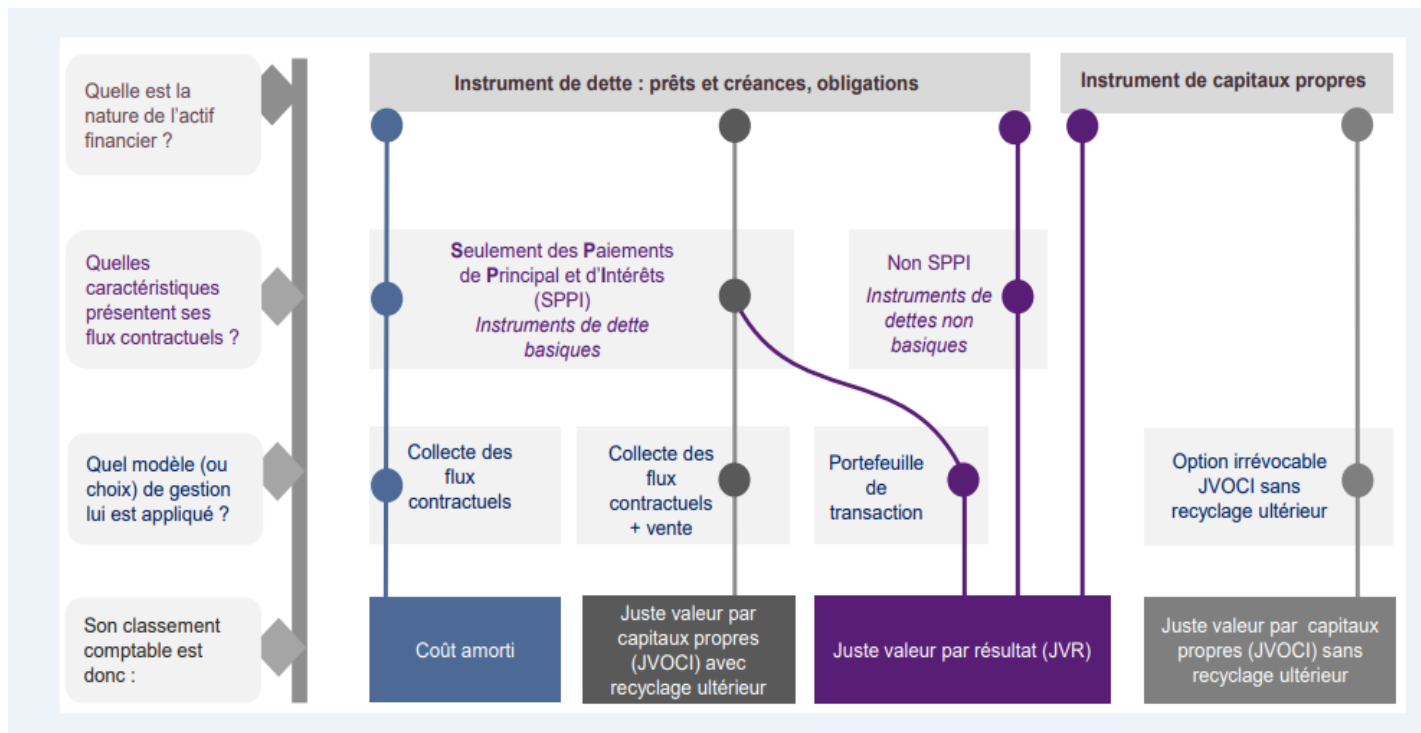 Quelle est la
nature de l'actif
financier ?
Instrument de dette : prêts et créances, obligations
Instrument de capitaux propres
Quelles
caractéristiques
présentent ses
flux contractuels ?
Seulement des Paiements
de Principal et d'Intérêts
(SPPI)
Instruments de dette
basiques
Non SPPI
Instruments de
dettes non
basiques
Quel modèle (ou
choix) de gestion
lui est appliqué ?
Collecte des
flux
contractuels
Collecte des
flux
contractuels
+ vente
Portefeuille
de
transaction
Option irrévocable
JVOCI sans
recyclage ultérieur
Son classement
comptable est
donc :
Coût amorti
Juste valeur par
capitaux propres
(JVOCI) avec
recyclage ultérieur
Juste valeur par résultat (JVR)
Juste valeur par capitaux
propres (JVOCI) sans
recyclage ultérieur